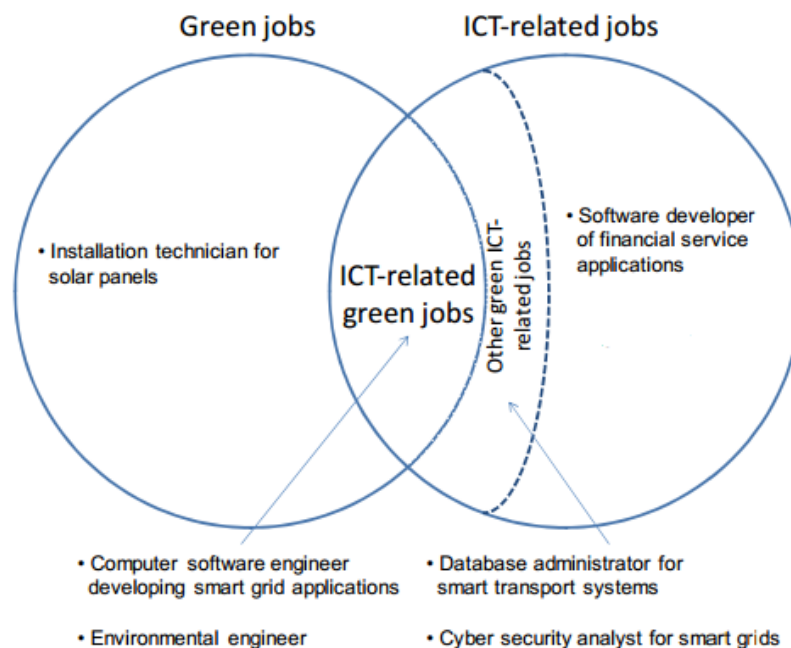 Green jobs
ICT-related jobs
• Installation technician for
solar panels
ICT-related
green jobs
Other green ICT-
related jobs
• Software developer
of financial service
applications
• Computer software engineer
developing smart grid applications
• Environmental engineer
• Database administrator for
smart transport systems
• Cyber security analyst for smart grids